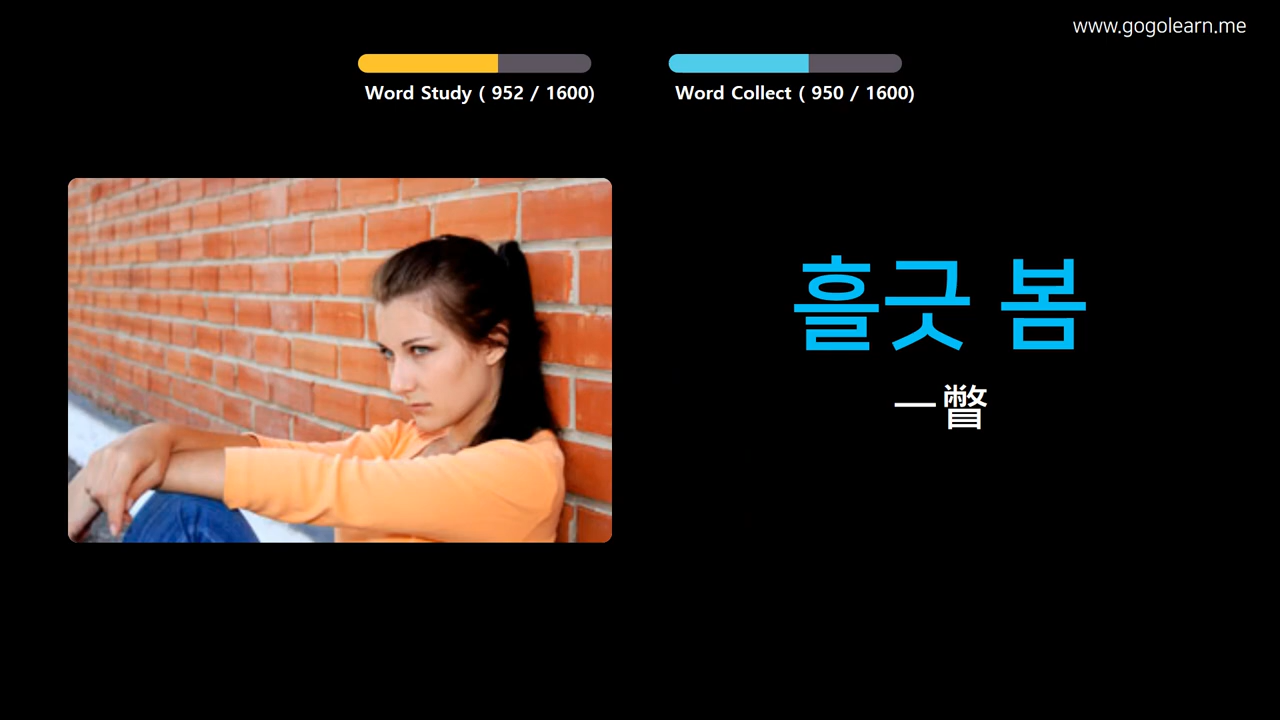 www.gogolearn.me
Word Study ( 952 / 1600)
Word Collect ( 950 / 1600)
흘긋 봄
一瞥